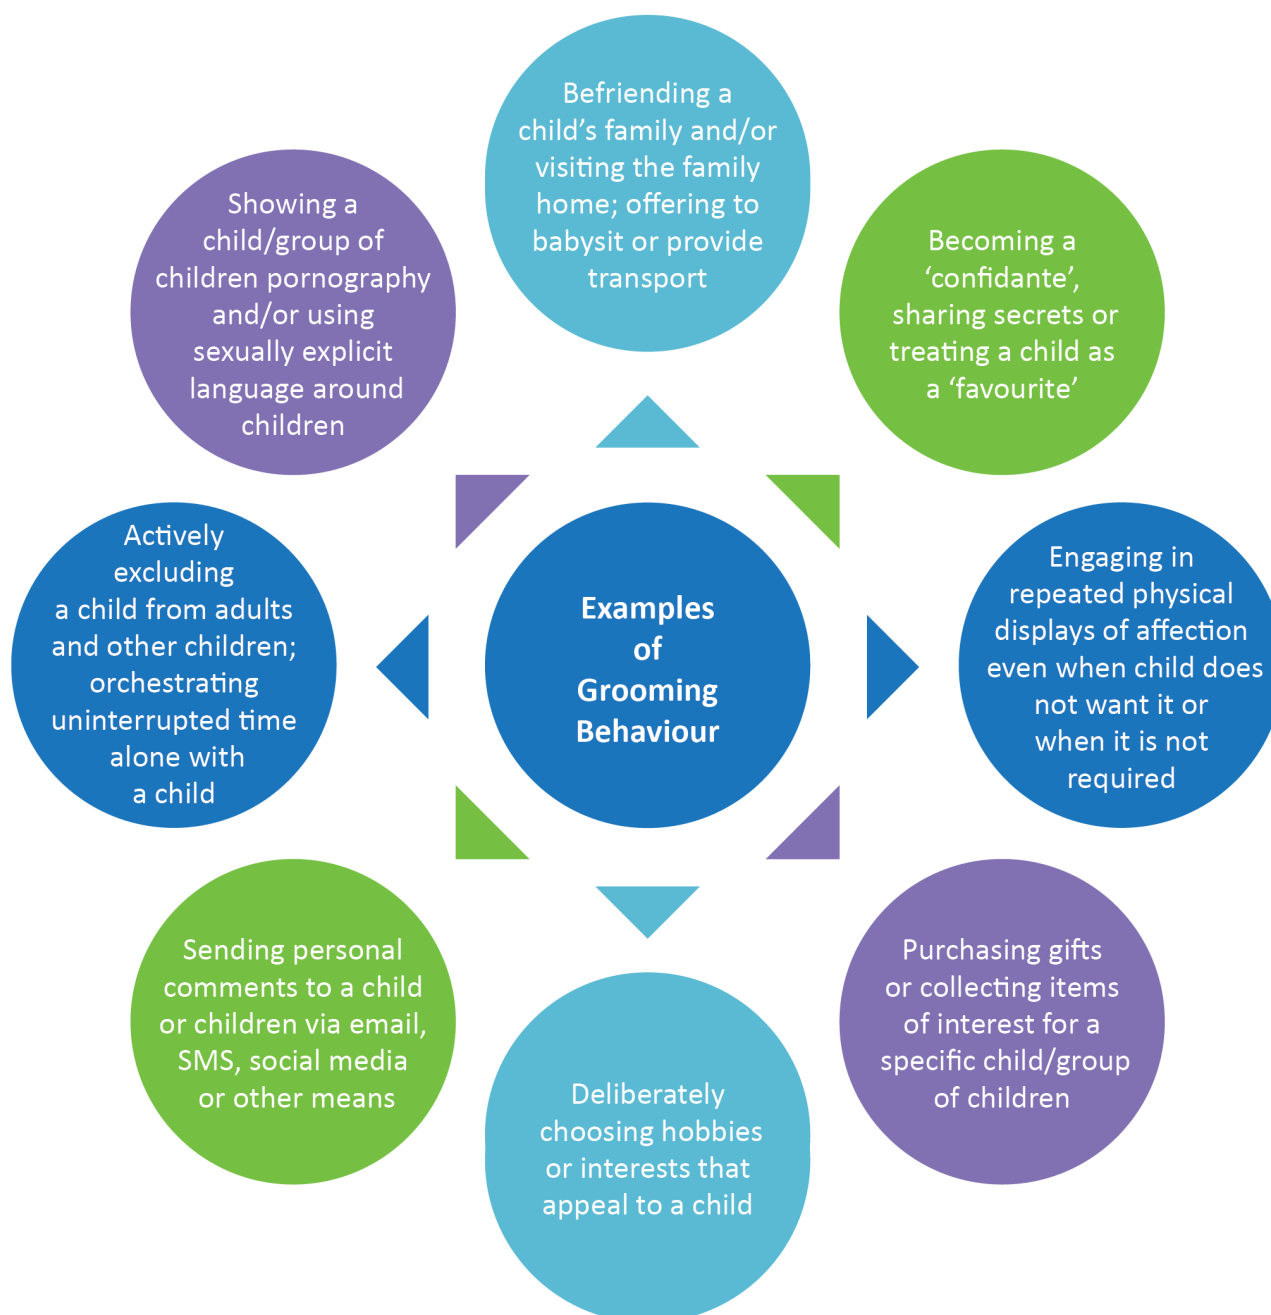 Befriending a
child’s family and/or
visiting the family
home; offering to
babysit or provide
transport
Becoming a
‘confidante’,
sharing secrets or
treating a child as
a ‘favourite’
Engaging in
repeated physical
displays of affection
even when child does
not want it or
when it is not
required
Purchasing gifts
or collecting items
of interest for a
specific child/group
of children
Deliberately
choosing hobbies
or interests that
appeal to a child
Sending personal
comments to a child
or children via email,
SMS, social media
or other means
Actively
excluding
a child from adults
and other children;
orchestrating
uninterrupted time
alone with
a child
Showing a
child/group of
children pornography
and/or using
sexually explicit
language around
children
Examples
of
Grooming
Behaviour